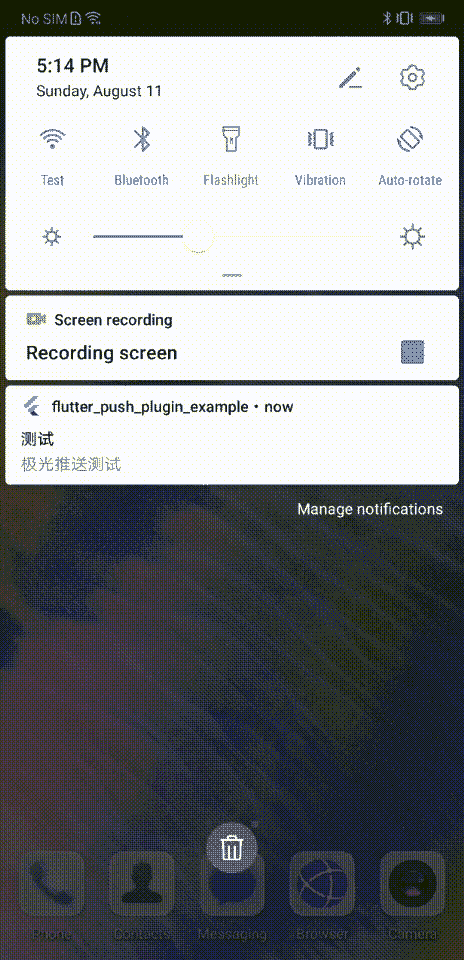 No SIM
5:14 PM
Sunday, August 11
Test
Bluetooth
Flashlight
Vibration
Auto-rotate
Screen recording
Recording screen
flutter_push_plugin_example • now
测试
极光推送测试
Manage notifications
Phone
Contacts
Messaging
Browser
Camera